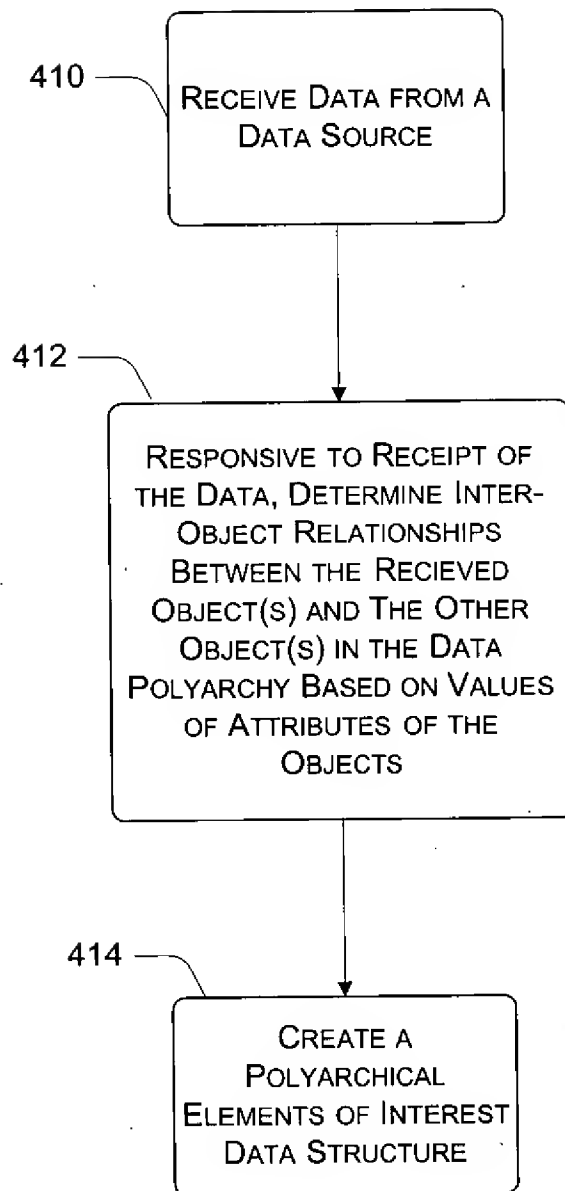 410
RECEIVE DATA FROM A
DATA SOURCE
412
RESPONSIVE TO RECEIPT OF
THE DATA, DETERMINE INTER-
OBJECT RELATIONSHIPS
BETWEEN THE RECIEVED
OBJECT(S) AND THE OTHER
OBJECT(S) IN THE DATA
POLYARCHY BASED ON VALUES
OF ATTRIBUTES OF THE
OBJECTS
414
CREATE A
POLYARCHICAL
ELEMENTS OF INTEREST
DATA STRUCTURE